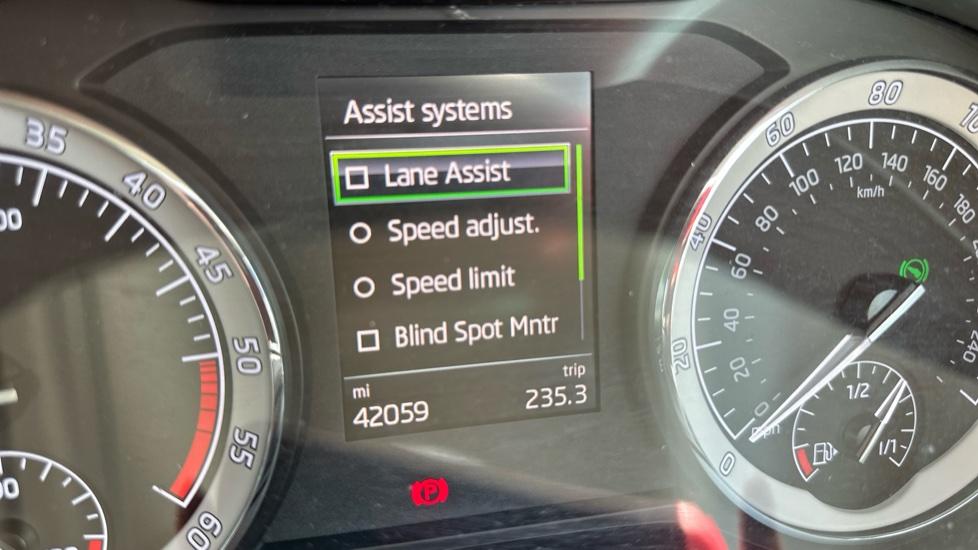 Assist systems
Lane Assist
Speed adjust.
Speed limit
Blind Spot Mntr
mi
trip
42059
235.3
P
35
40
45
50
55
60
0
20
40
60
80
20
40
60
80
100
120
140
160
180
240
km/h
mph
1/2
1/1